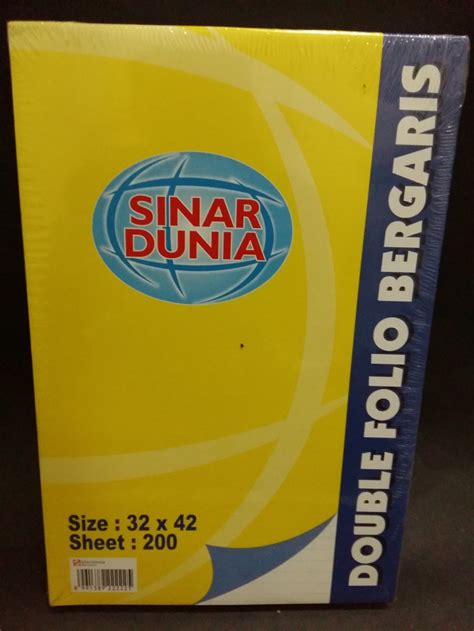 SINAR
DUNIA
DOUBLE FOLIO BERGARIS
Size : 32 x 42
Sheet : 200